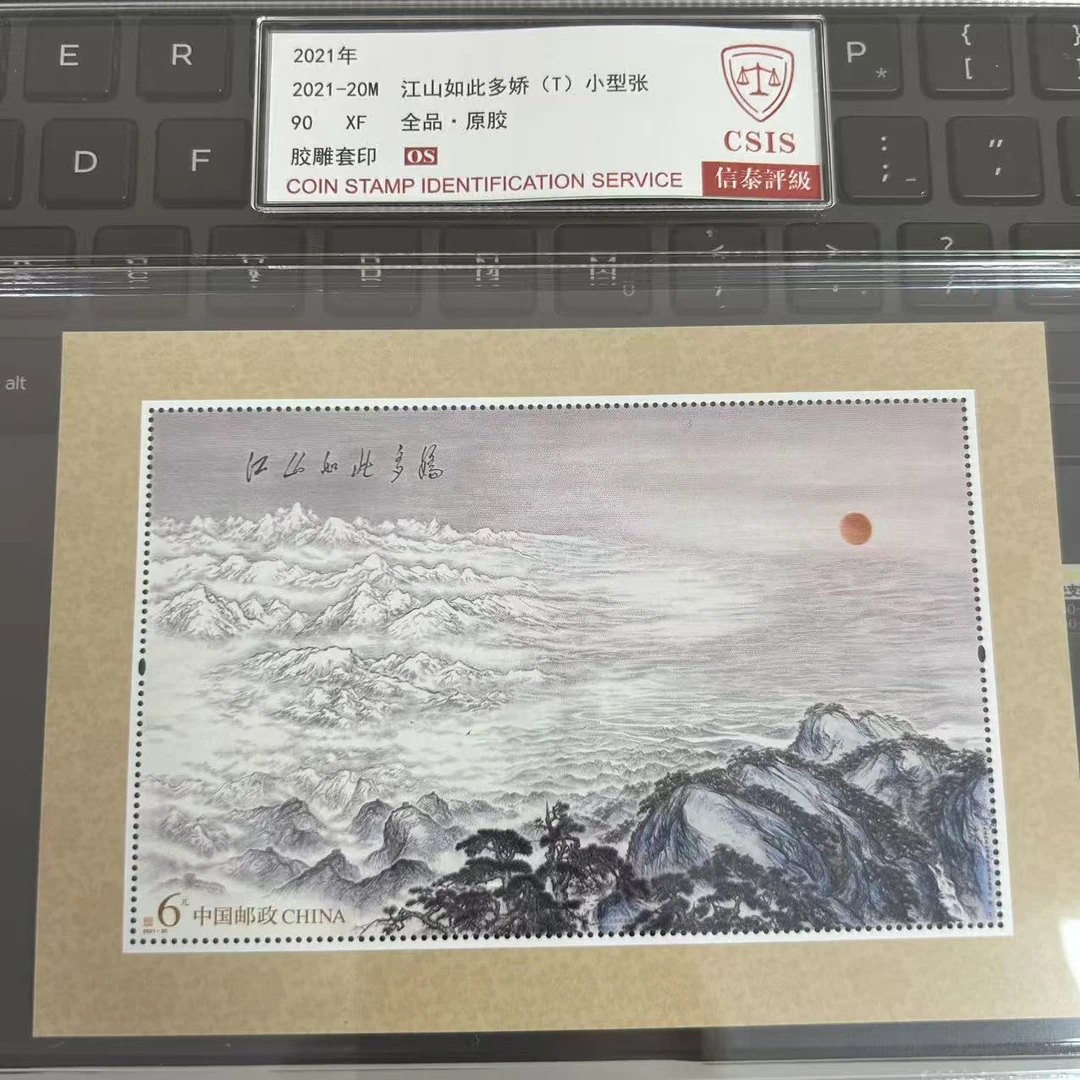 E R P * { [
2021年
2021-20M 江山如此多娇（T）小型张
90 XF 全品·原胶
胶雕套印 OS
COIN STAMP IDENTIFICATION SERVICE
CSIS
信泰評級
D F : ; _ " ,
?
alt
江山如此多娇
6元 中国邮政 CHINA
2021-20